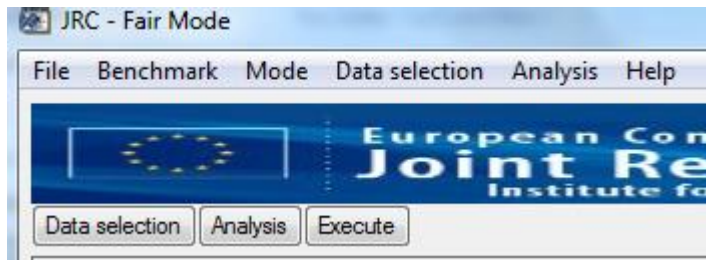 JRC - Fair Mode
File Benchmark Mode Data selection Analysis Help
European Con
Joint Re
Institute fo
Data selection Analysis Execute